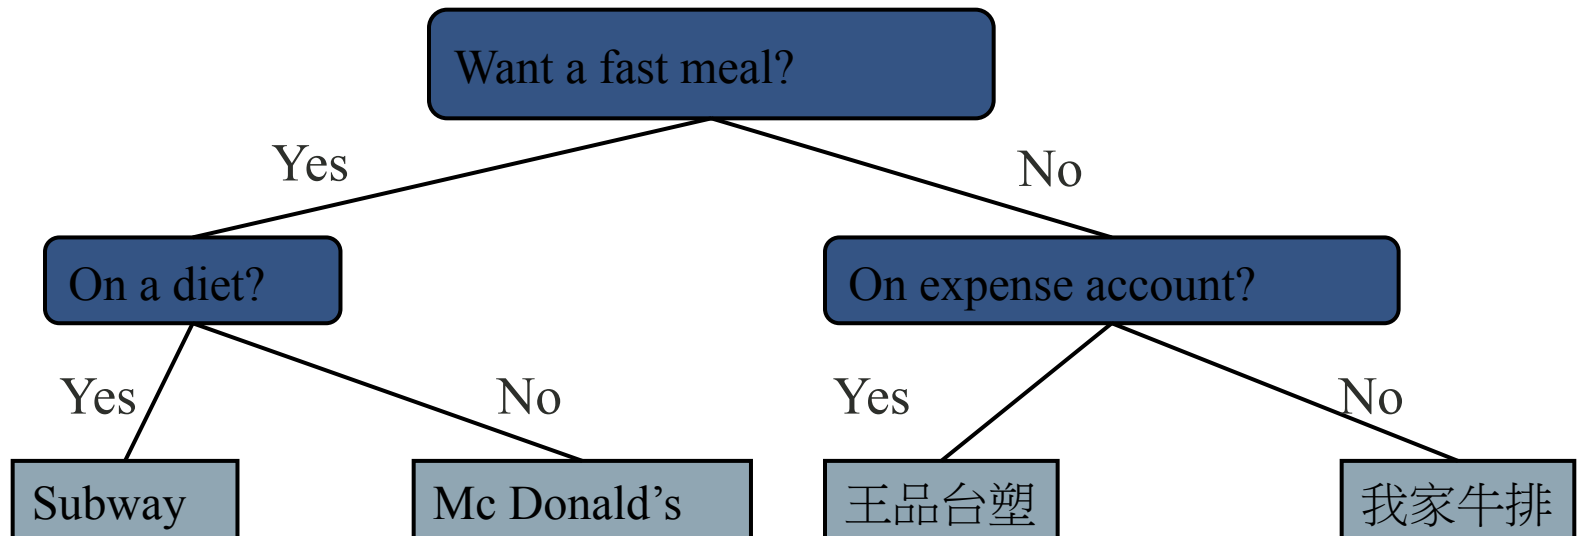 Want a fast meal?
Yes
No
On a diet?
On expense account?
Yes
No
Yes
No
Subway
Mc Donald’s
王品台塑
我家牛排